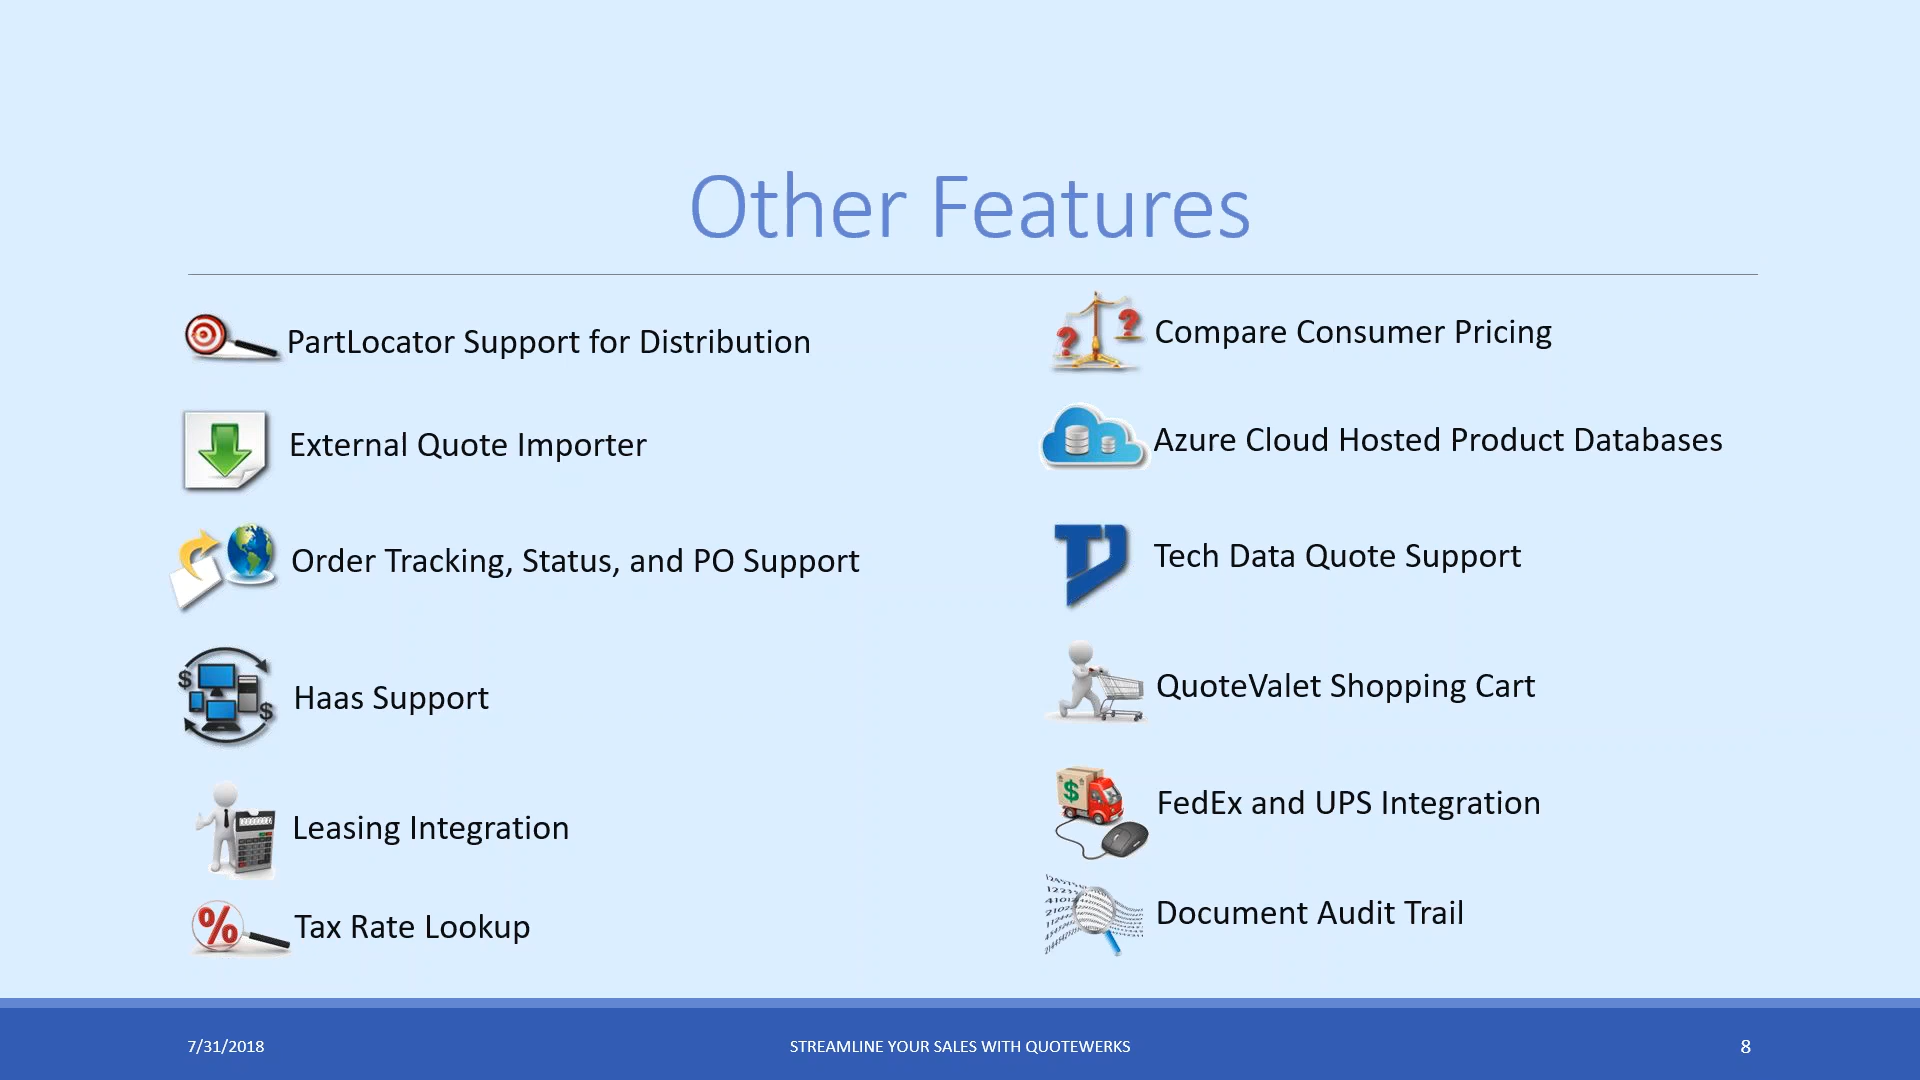 Other Features
PartLocator Support for Distribution
External Quote Importer
Order Tracking, Status, and PO Support
Haas Support
Leasing Integration
Tax Rate Lookup
Compare Consumer Pricing
Azure Cloud Hosted Product Databases
Tech Data Quote Support
QuoteValet Shopping Cart
FedEx and UPS Integration
Document Audit Trail
7/31/2018
STREAMLINE YOUR SALES WITH QUOTEWERKS
8